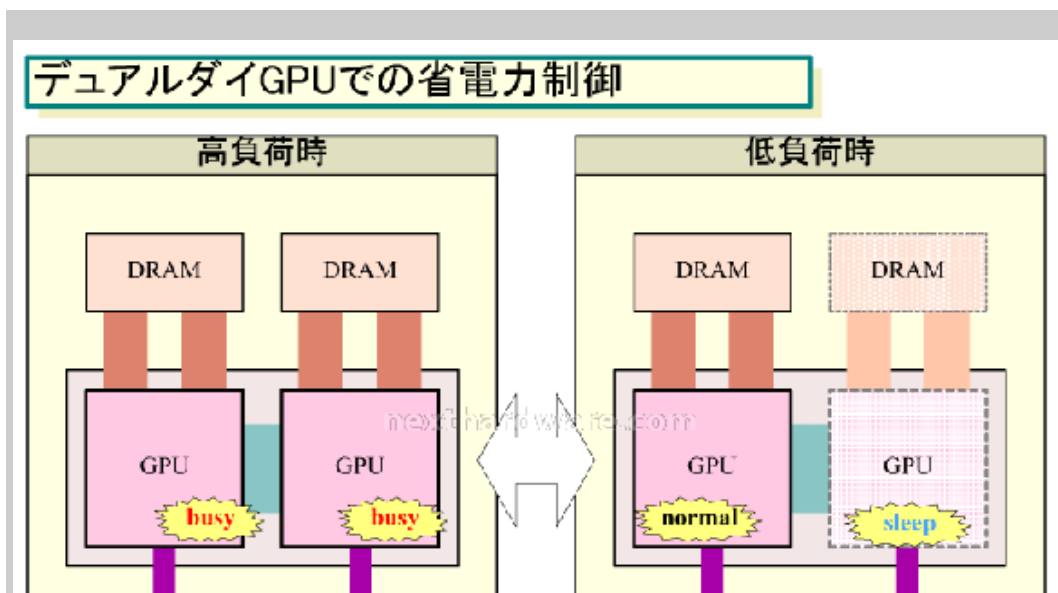 デュアルダイGPUでの省電力制御
高負荷時
DRAM DRAM
GPU GPU
busy busy
低負荷時
DRAM DRAM
GPU GPU
normal sleep
nexthardware.com